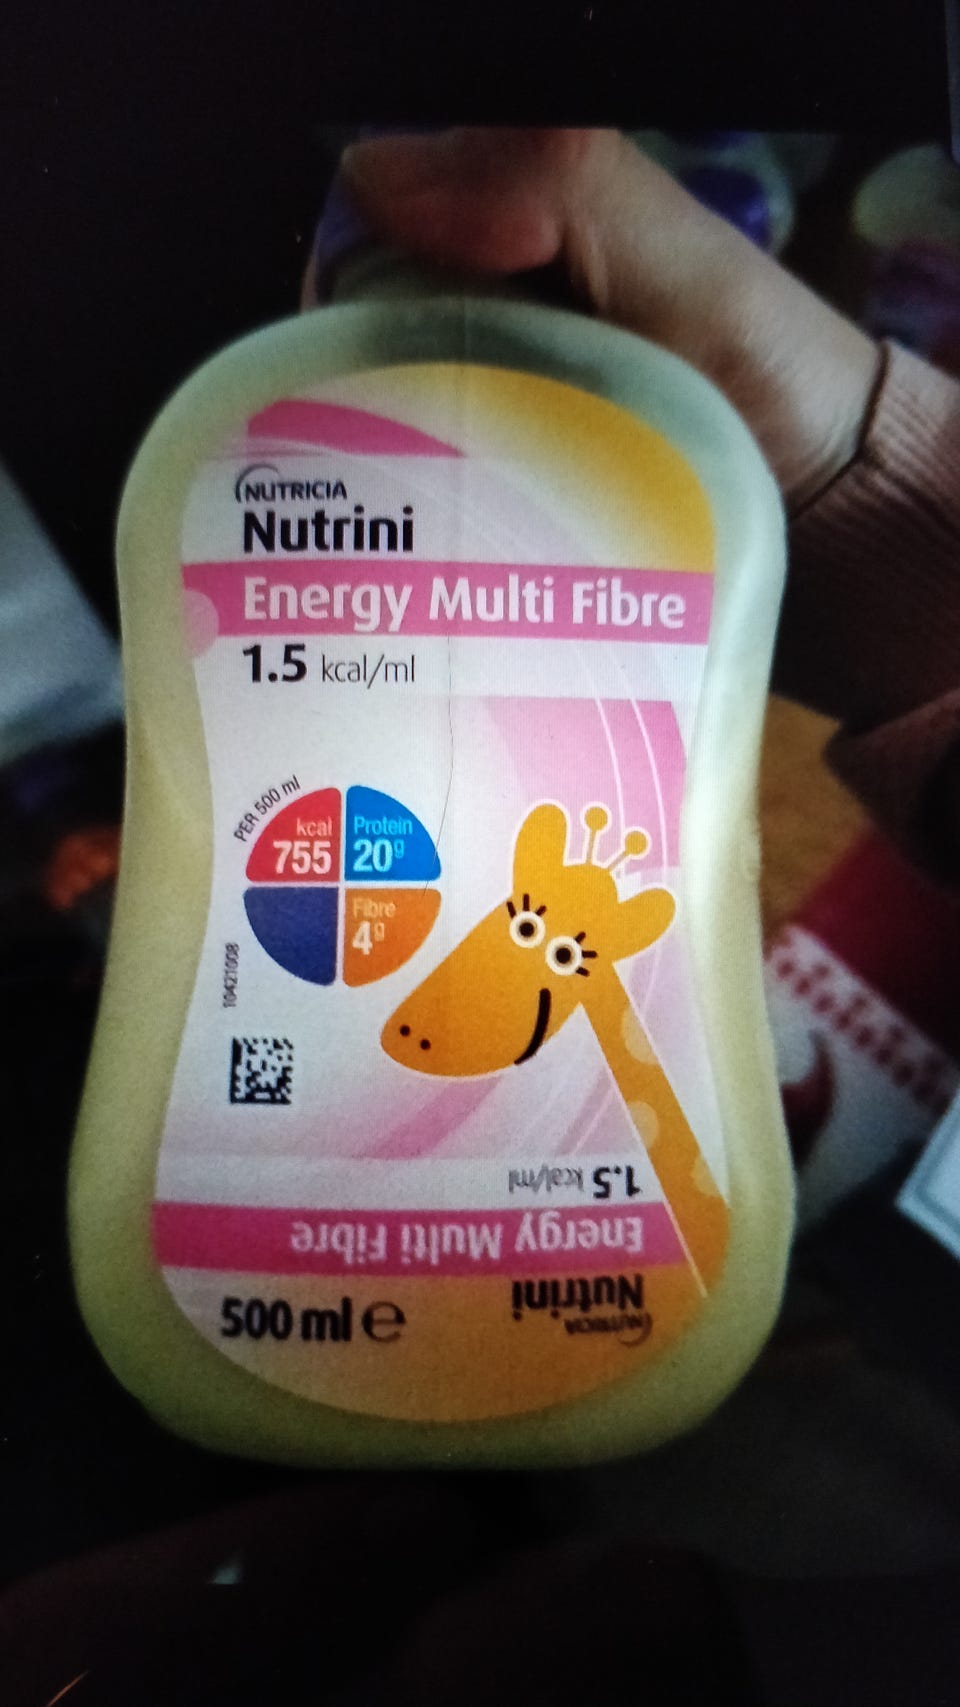 NUTRICIA
Nutrini
Energy Multi Fibre
1.5 kcal/ml
PER 500 ml
kcal
755
Protein
20g
Fibre
4g
10421008
1.5 kcal/ml
Energy Multi Fibre
Nutrini
NUTRICIA
500 ml e